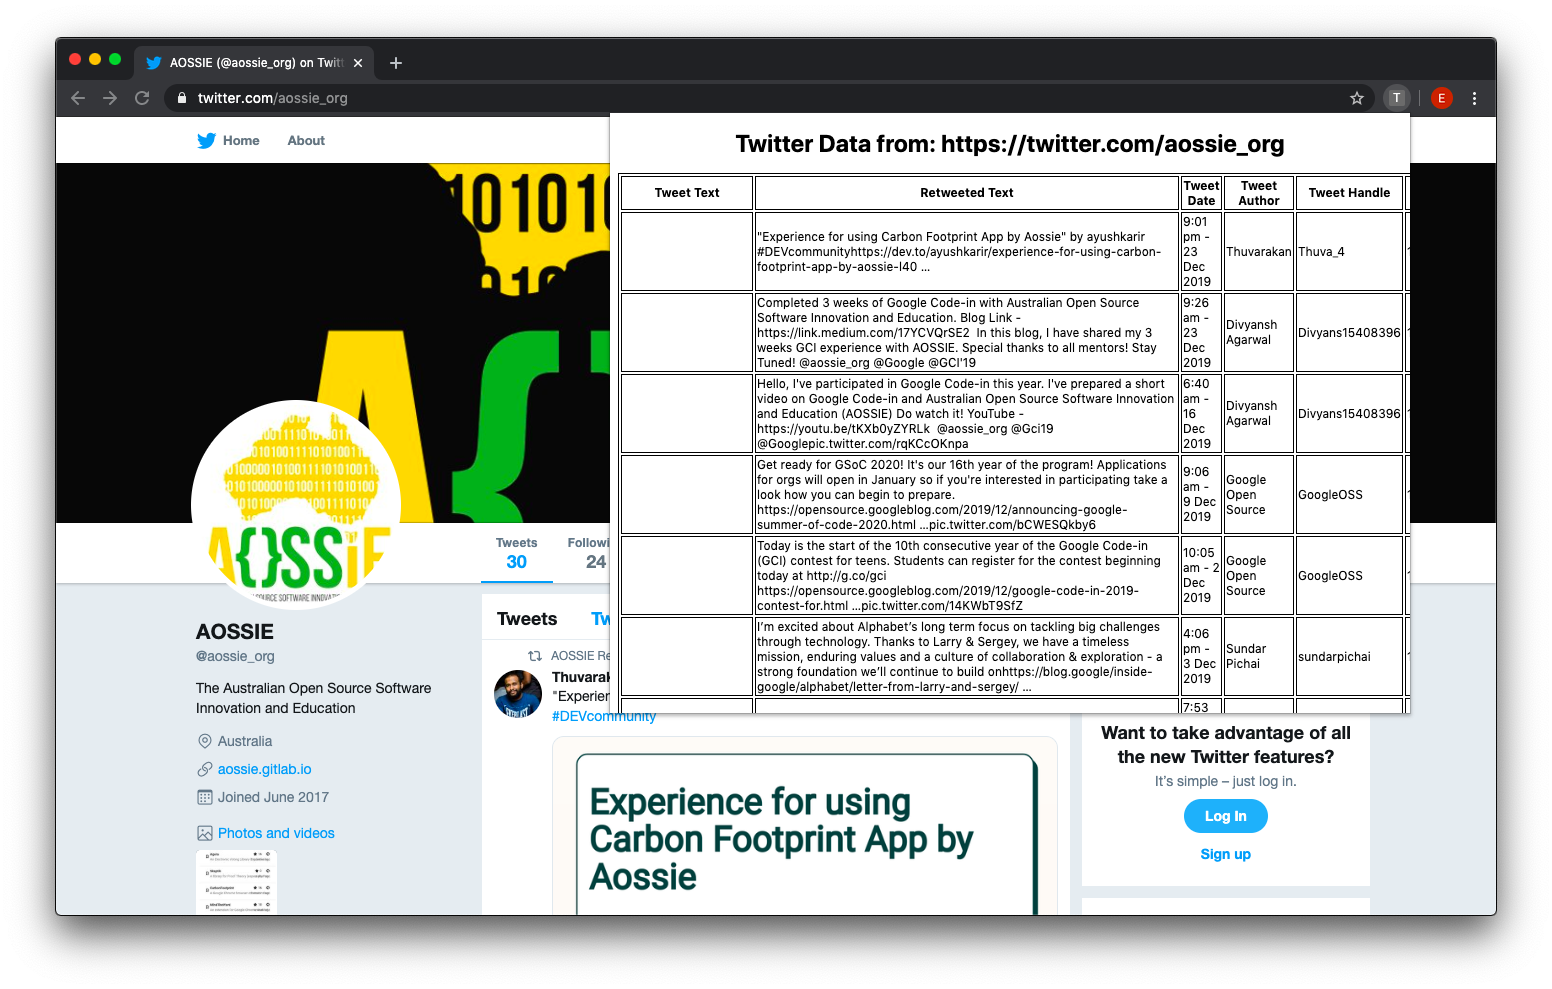 AOSSIE (@aossie_org) on Twitt
twitter.com/aossie_org
T
E
Home
About
Twitter Data from: https://twitter.com/aossie_org
Tweet Text
Retweeted Text
Tweet
Date
Tweet
Author
Tweet Handle
"Experience for using Carbon Footprint App by Aossie" by ayushkarir
#DEVcommunityhttps://dev.to/ayushkarir/experience-for-using-carbon-
footprint-app-by-aossie-l40 ...
9:01
pm -
23
Dec
2019
Thuvarakan
Thuva_4
Completed 3 weeks of Google Code-in with Australian Open Source
Software Innovation and Education. Blog Link -
https://link.medium.com/17YCVQrSE2  In this blog, I have shared my 3
weeks GCI experience with AOSSIE. Special thanks to all mentors! Stay
Tuned! @aossie_org @Google @GCI'19
9:26
am -
23
Dec
2019
Divyansh
Agarwal
Divyans15408396
Hello, I've participated in Google Code-in this year. I've prepared a short
video on Google Code-in and Australian Open Source Software Innovation
and Education (AOSSIE) Do watch it! YouTube -
https://youtu.be/tKXb0yZYRLk  @aossie_org @Gci19
@Googlepic.twitter.com/rqKCcOKnpa
6:40
am -
16
Dec
2019
Divyansh
Agarwal
Divyans15408396
Get ready for GSoC 2020! It's our 16th year of the program! Applications
for orgs will open in January so if you're interested in participating take a
look how you can begin to prepare.
https://opensource.googleblog.com/2019/12/announcing-google-
summer-of-code-2020.html ...pic.twitter.com/bCWESQkby6
9:06
am -
9 Dec
2019
Google
Open
Source
GoogleOSS
Today is the start of the 10th consecutive year of the Google Code-in
(GCI) contest for teens. Students can register for the contest beginning
today at http://g.co/gci
https://opensource.googleblog.com/2019/12/google-code-in-2019-
contest-for.html ...pic.twitter.com/14KWbT9SfZ
10:05
am - 2
Dec
2019
Google
Open
Source
GoogleOSS
I'm excited about Alphabet's long term focus on tackling big challenges
through technology. Thanks to Larry & Sergey, we have a timeless
mission, enduring values and a culture of collaboration & exploration - a
strong foundation we'll continue to build onhttps://blog.google/inside-
google/alphabet/letter-from-larry-and-sergey/ ...
4:06
pm -
3 Dec
2019
Sundar
Pichai
sundarpichai
7:53
A{}SSiE
Tweets
30
Followi
24
AOSSIE
@aossie_org
The Australian Open Source Software
Innovation and Education
Australia
aossie.gitlab.io
Joined June 2017
Photos and videos
Tweets
Tw
AOSSIE Re
Thuvarak
"Experien
#DEVcommunity
Experience for using
Carbon Footprint App by
Aossie
Want to take advantage of all
the new Twitter features?
It's simple – just log in.
Log In
Sign up